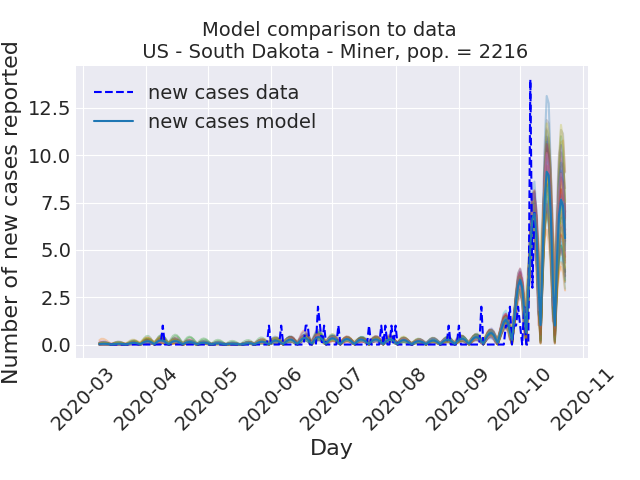 Model comparison to data
US - South Dakota - Miner, pop. = 2216
Number of new cases reported
12.5
10.0
7.5
5.0
2.5
0.0
new cases data
new cases model
2020-03
2020-04
2020-05
2020-06
2020-07
2020-08
2020-09
2020-10
2020-11
Day